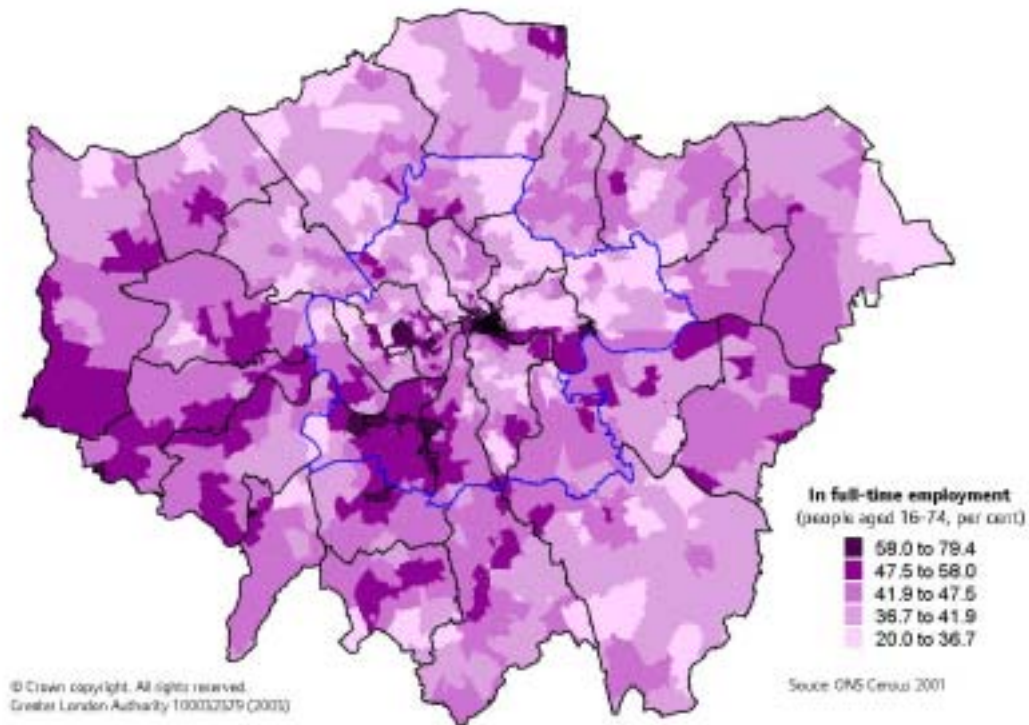 In full-time employment
(people aged 16-74, per cent)
58.0 to 79.4
47.5 to 58.0
41.9 to 47.5
36.7 to 41.9
20.0 to 36.7
© Crown copyright. All rights reserved.
Greater London Authority (2005)
Source: ONS Census 2001